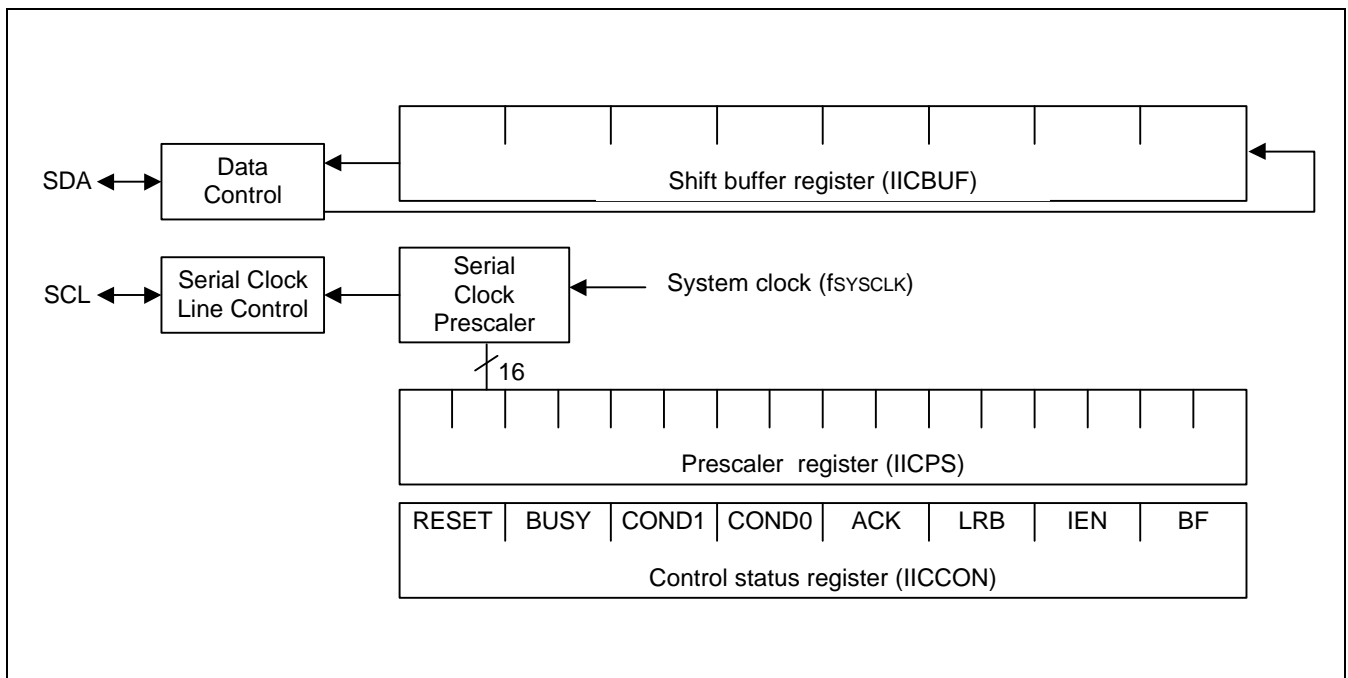 SDA
Data
Control
Shift buffer register (IICBUF)
SCL
Serial Clock
Line Control
Serial
Clock
Prescaler
System clock (fSYSCLK)
16
Prescaler register (IICPS)
RESET BUSY COND1 COND0 ACK LRB IEN BF
Control status register (IICCON)